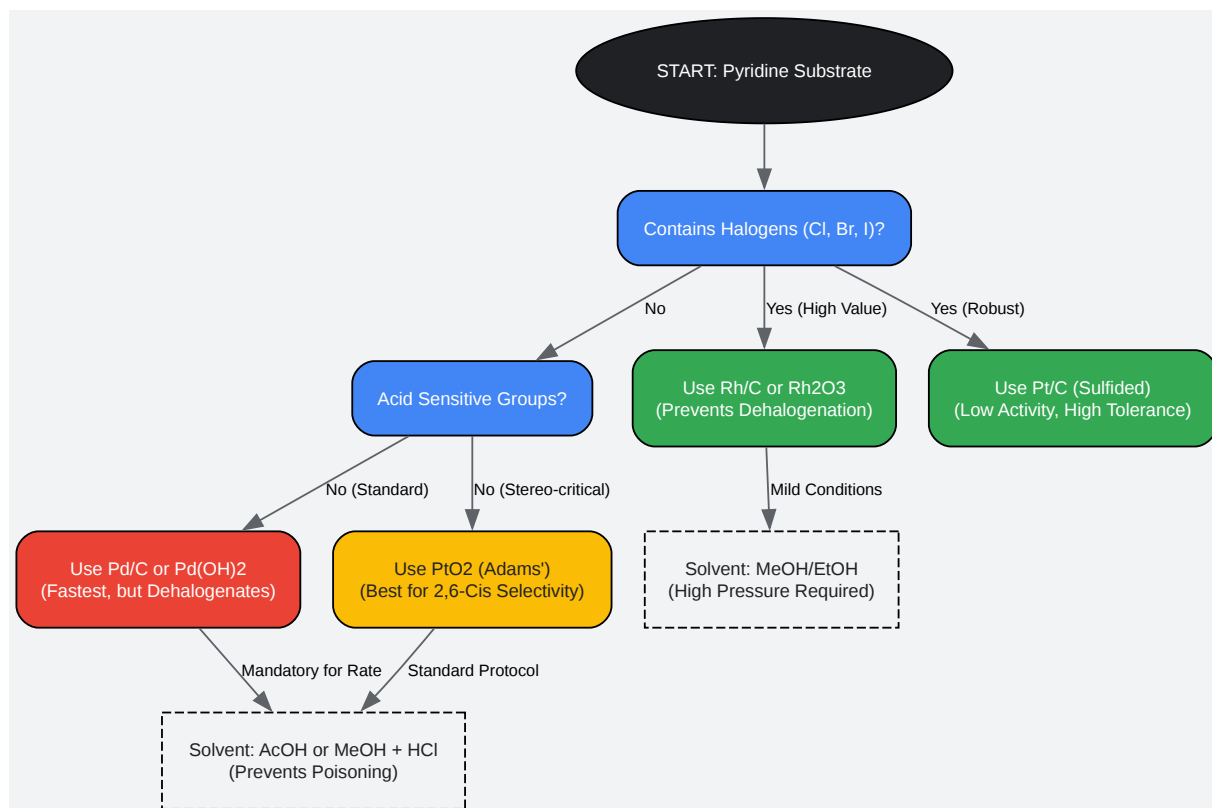 START: Pyridine Substrate
Contains Halogens (Cl, Br, I)?
No
Yes (High Value)
Yes (Robust)
Acid Sensitive Groups?
Use Rh/C or Rh2O3
(Prevents Dehalogenation)
Use Pt/C (Sulfided)
(Low Activity, High Tolerance)
No (Standard)
No (Stereo-critical)
Mild Conditions
Use Pd/C or Pd(OH)2
(Fastest, but Dehalogenates)
Use PtO2 (Adams')
(Best for 2,6-Cis Selectivity)
Solvent: MeOH/EtOH
(High Pressure Required)
Mandatory for Rate
Standard Protocol
Solvent: AcOH or MeOH + HCl
(Prevents Poisoning)